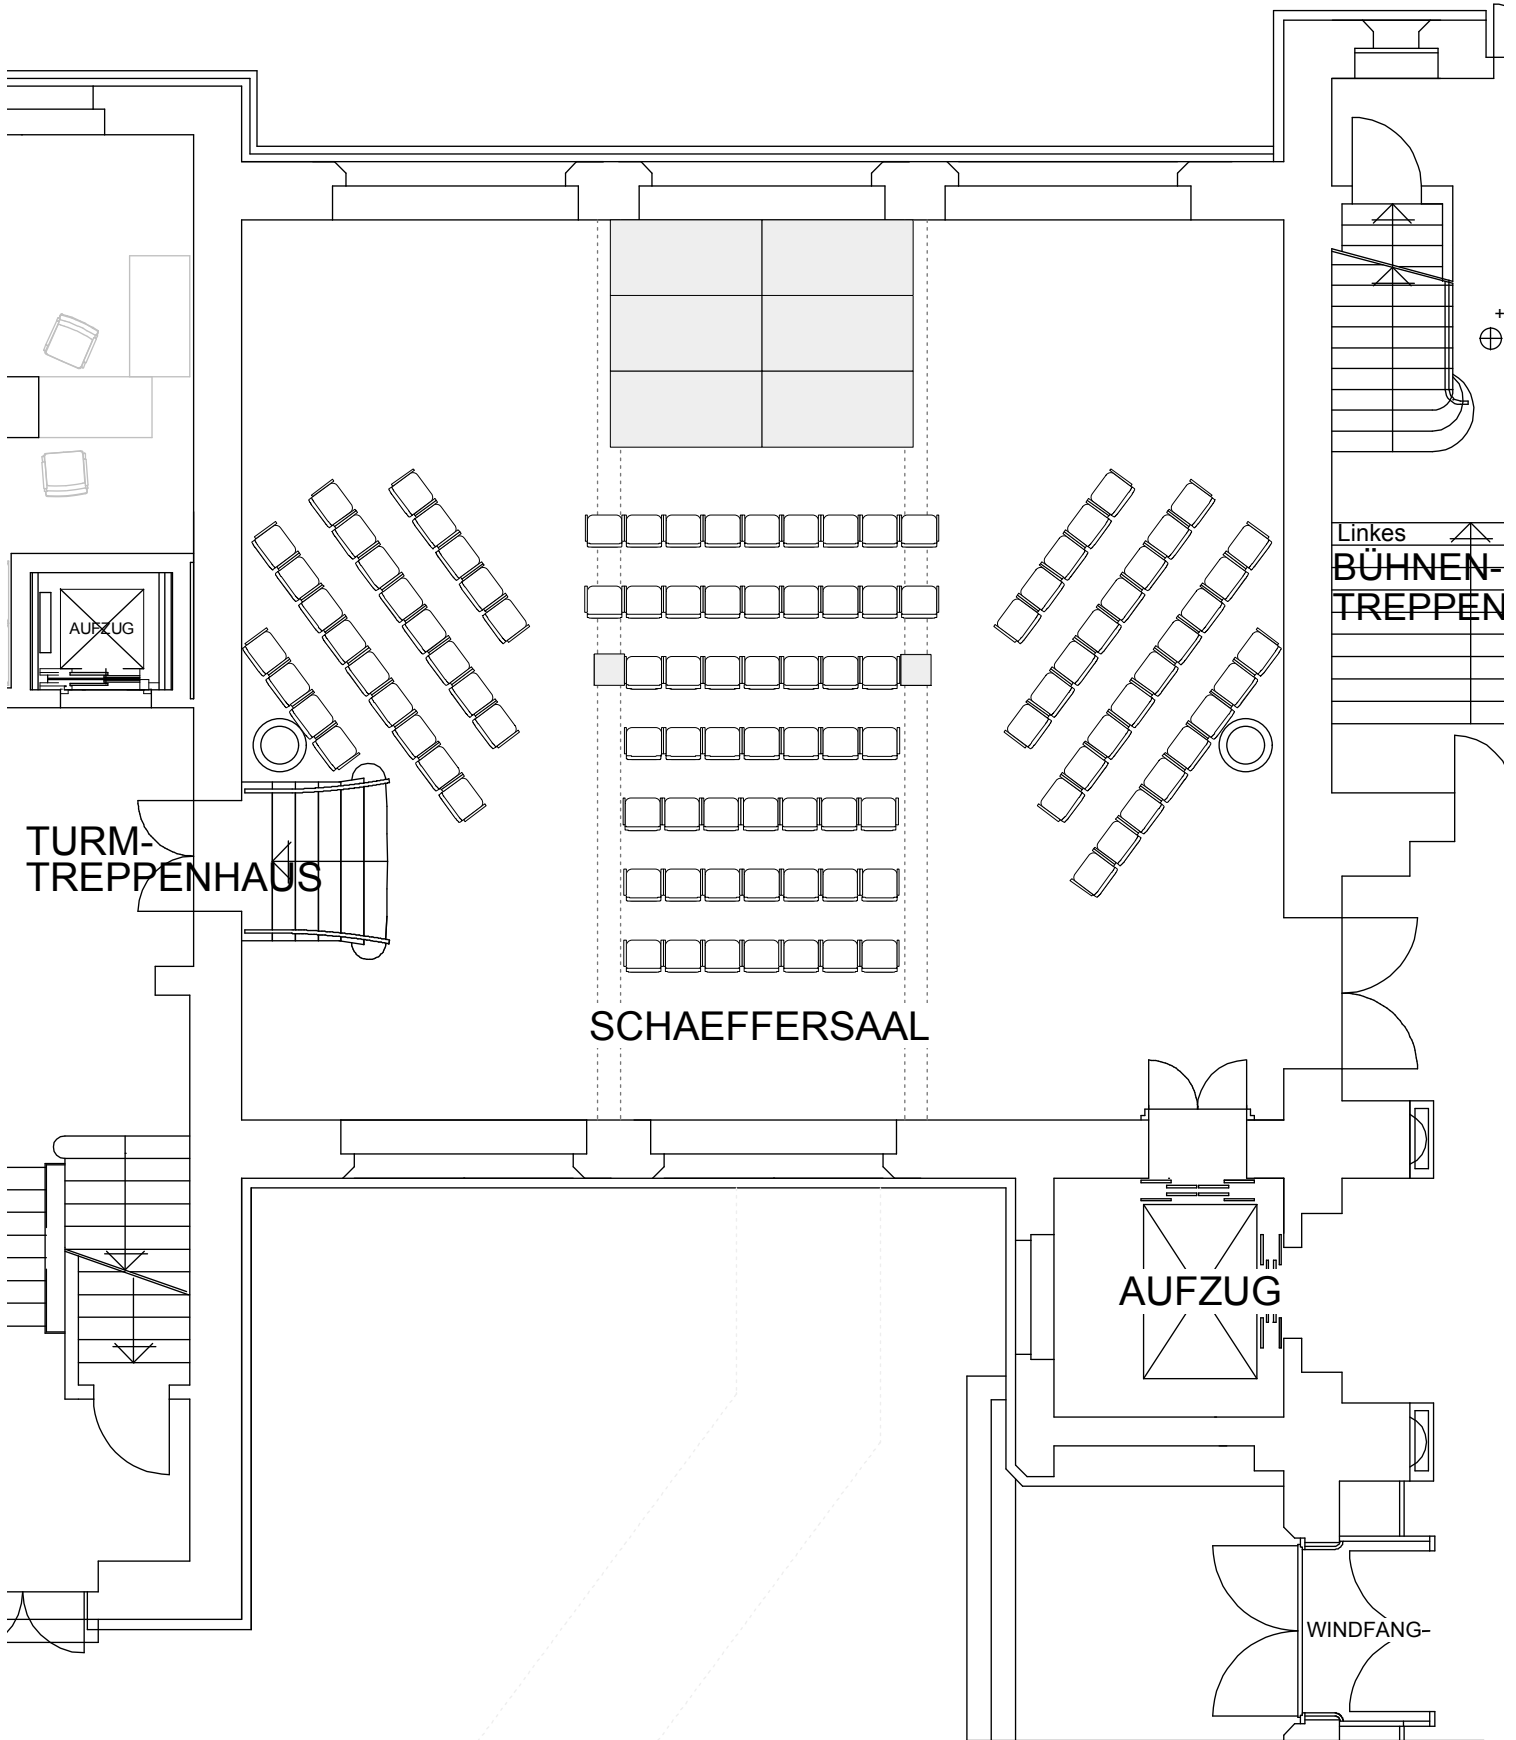 Linkes
BÜHNEN-
TREPPEN
AUFZUG
TURM-
TREPPENHAUS
SCHAEFFERSAAL
AUFZUG
WINDFANG-